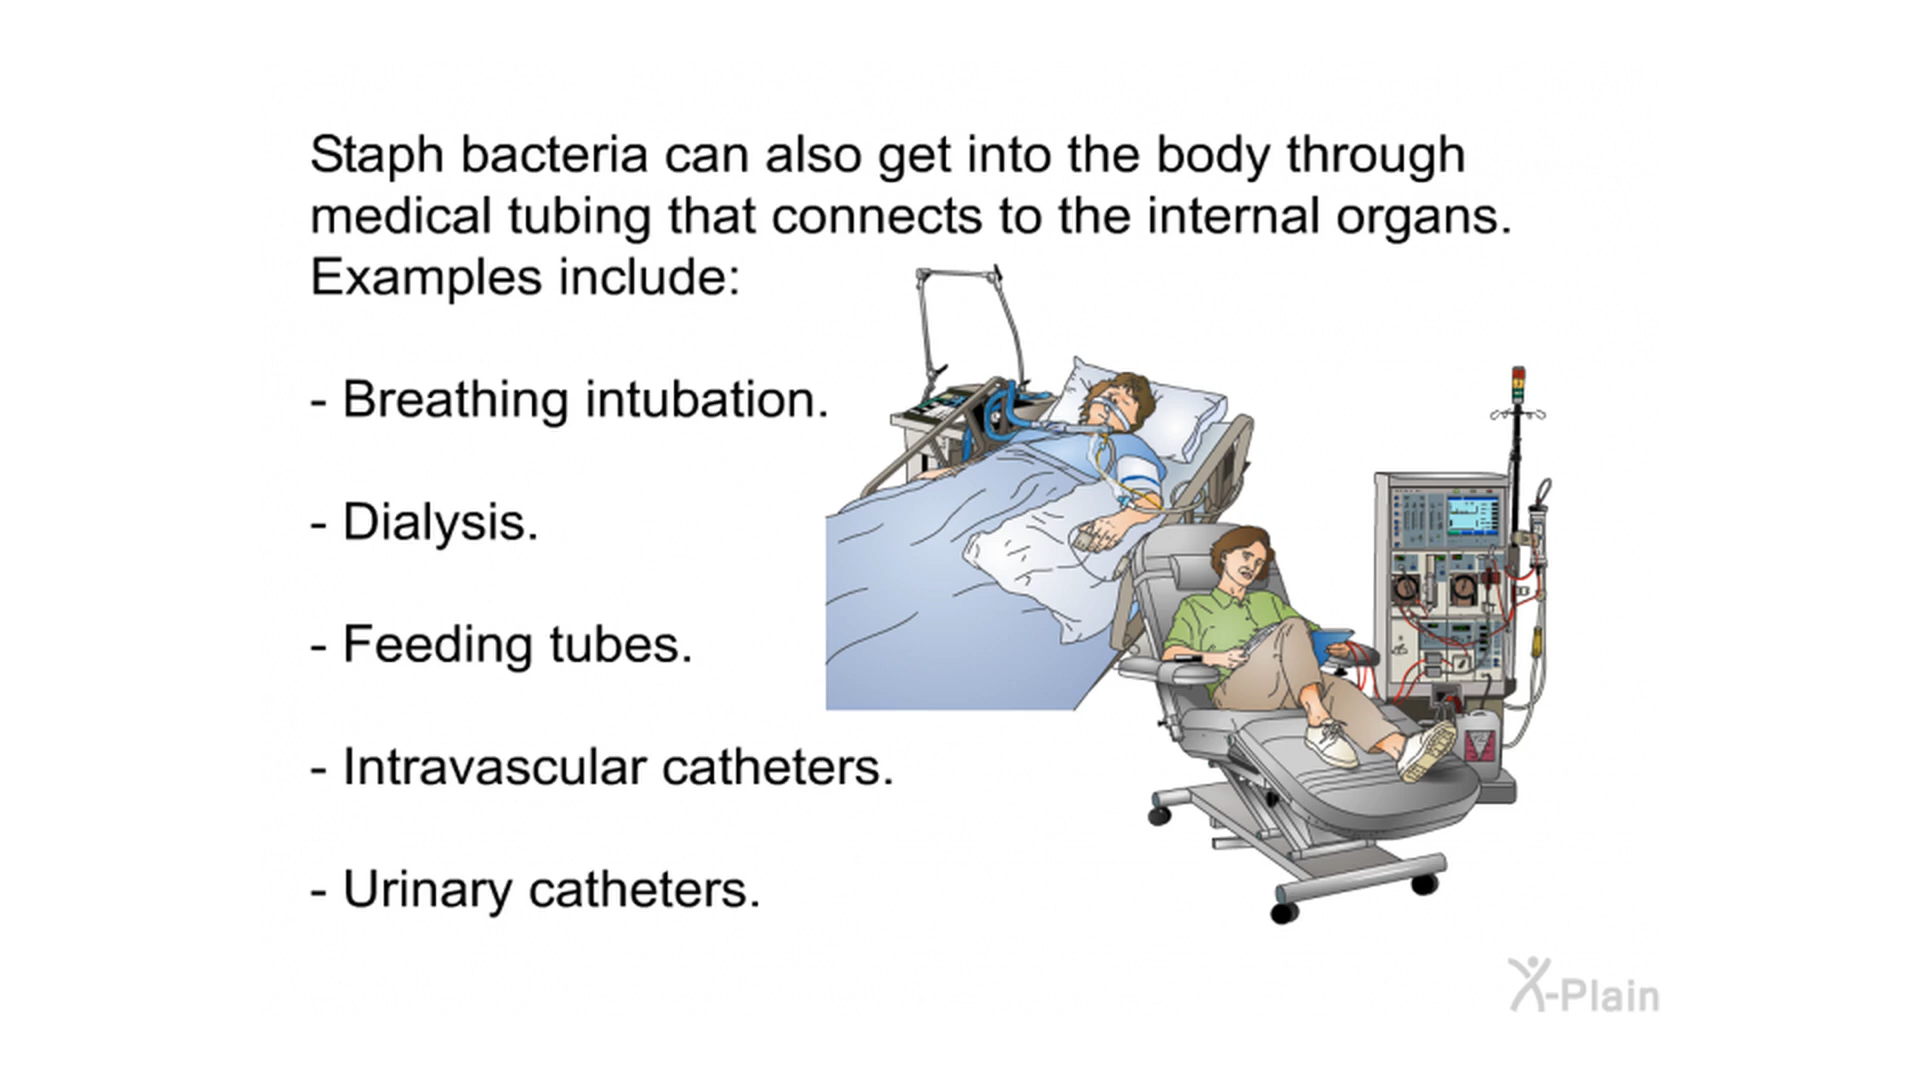 Staph bacteria can also get into the body through
medical tubing that connects to the internal organs.
Examples include:
- Breathing intubation.
- Dialysis.
- Feeding tubes.
- Intravascular catheters.
- Urinary catheters.
X-Plain